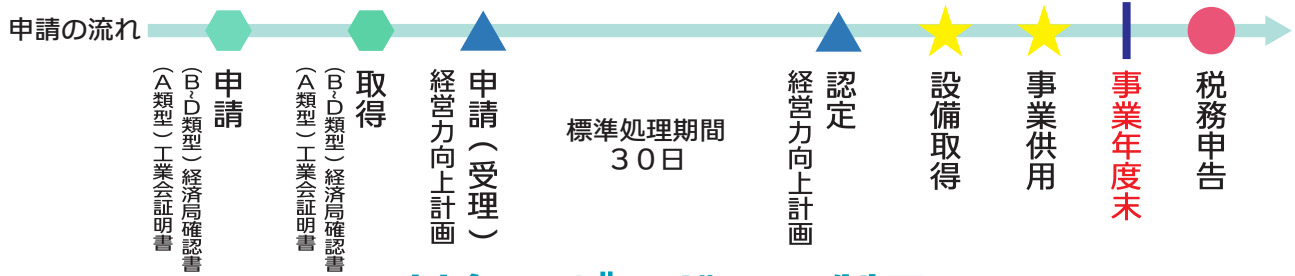 申請の流れ
申請
（B~D類型）経済局確認書
（A類型）工業会証明書
取得
（B~D類型）経済局確認書
（A類型）工業会証明書
申請（受理）
経営力向上計画
標準処理期間
３０日
認定
経営力向上計画
設備取得
事業供用
事業年度末
税務申告